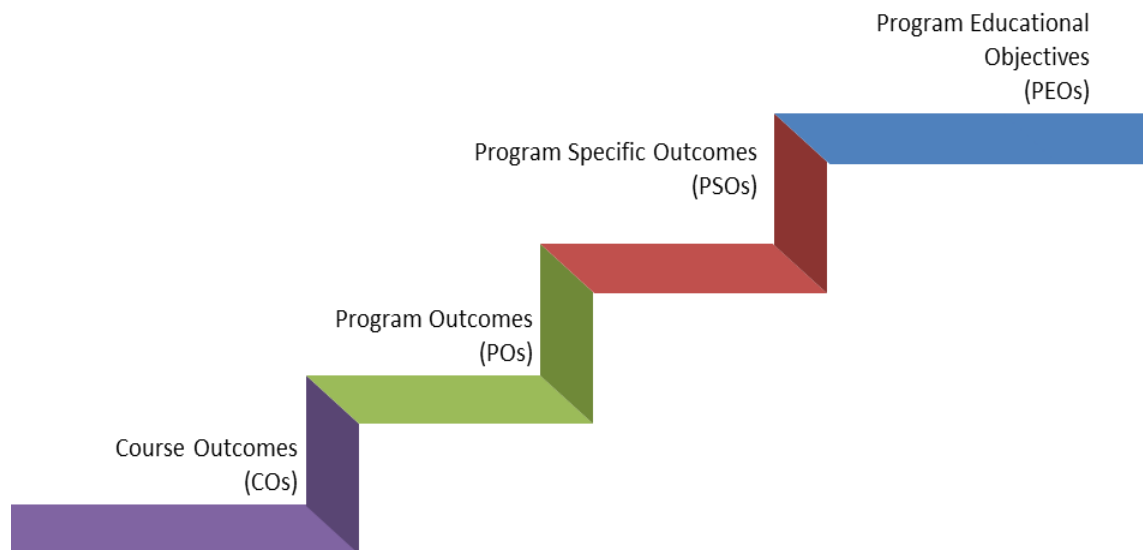 Program Educational
Objectives
(PEOs)
Program Specific Outcomes
(PSOs)
Program Outcomes
(POs)
Course Outcomes
(COs)